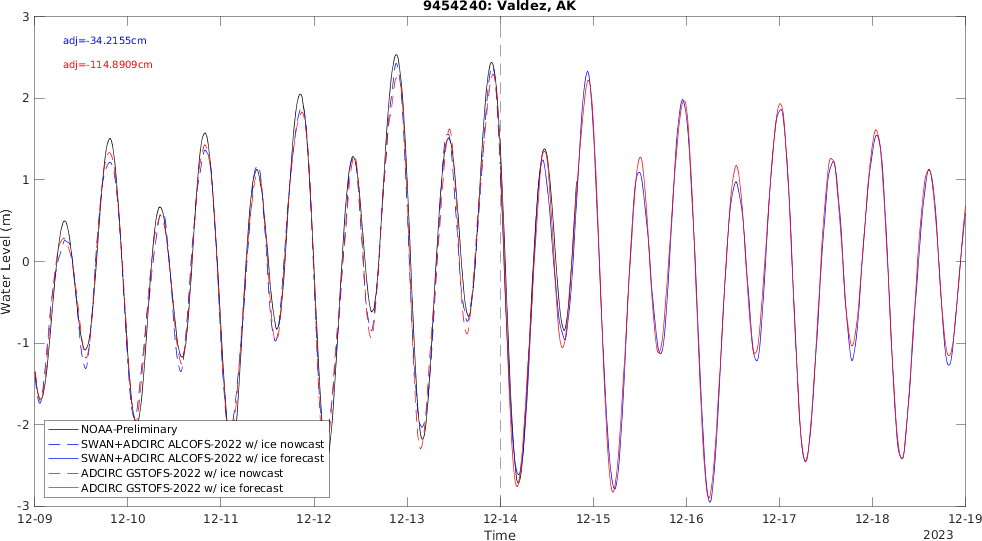 9454240: Valdez, AK
adj=-34.2155cm
adj=-114.8909cm
Water Level (m)
3
2
1
0
-1
-2
-3
NOAA-Preliminary
SWAN+ADCIRC ALCOFS-2022 w/ ice nowcast
SWAN+ADCIRC ALCOFS-2022 w/ ice forecast
ADCIRC GSTOFS-2022 w/ ice nowcast
ADCIRC GSTOFS-2022 w/ ice forecast
12-09 12-10 12-11 12-12 12-13 12-14 12-15 12-16 12-17 12-18 12-19
Time
2023